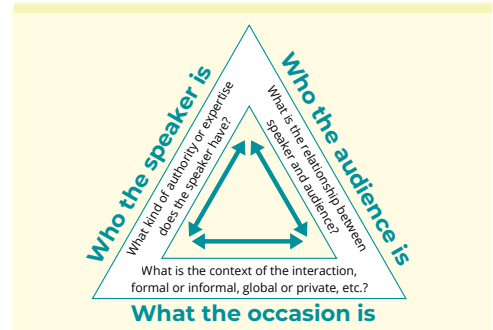 Who the speaker is
What kind of authority or expertise
does the speaker have?
Who the audience is
What is the relationship between
speaker and audience?
What is the context of the interaction,
formal or informal, global or private, etc.?
What the occasion is